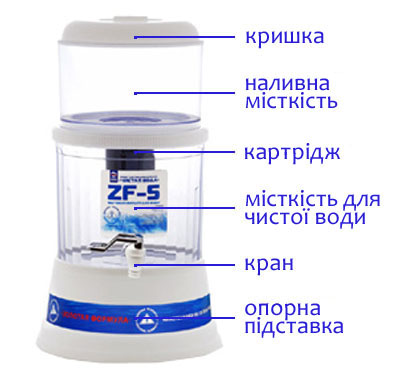 кришка
наливна
місткість
картрідж
ZF-5
місткість для
чистої води
кран
опорна
підставка